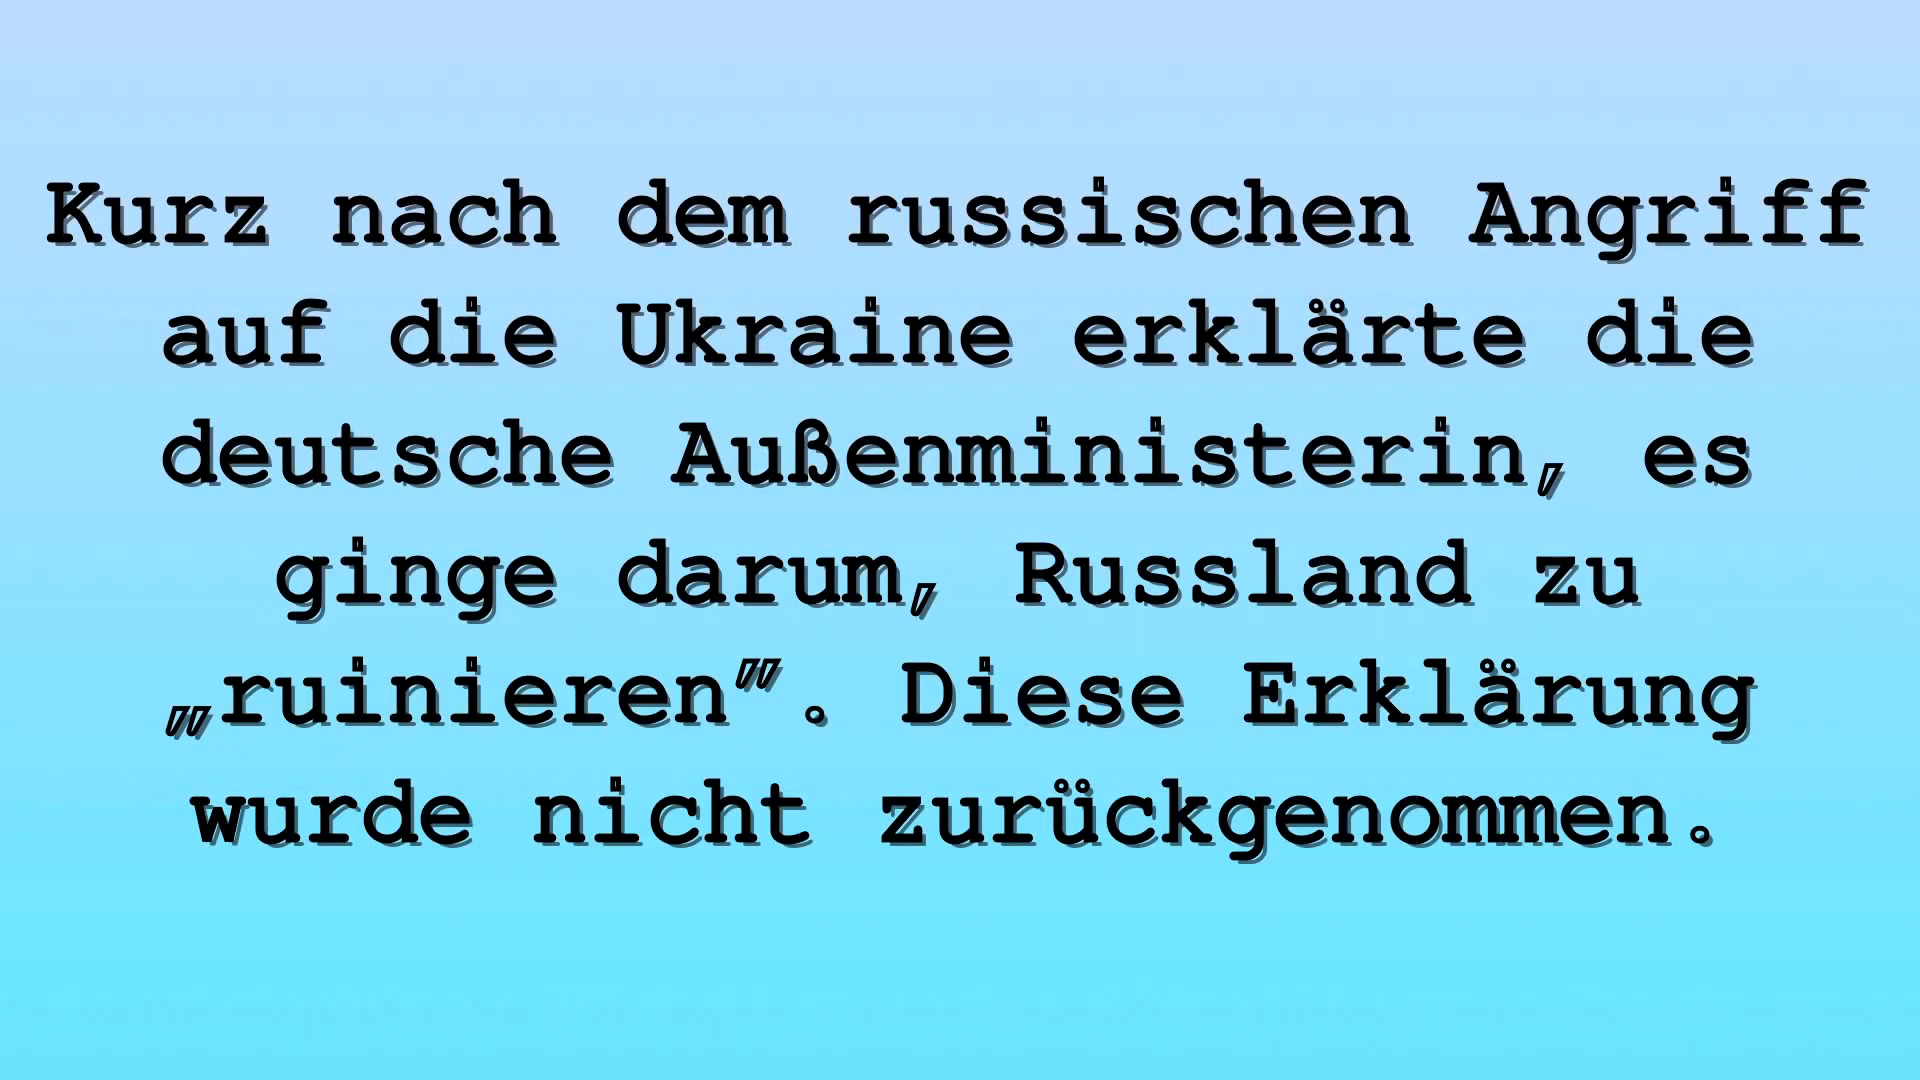 Kurz nach dem russischen Angriff
auf die Ukraine erklärte die
deutsche Außenministerin, es
ginge darum, Russland zu
„ruinieren”. Diese Erklärung
wurde nicht zurückgenommen.